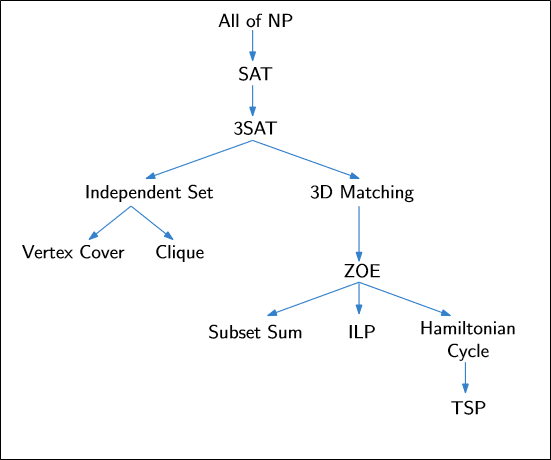 All of NP
SAT
3SAT
Independent Set
3D Matching
Vertex Cover
Clique
ZOE
Subset Sum
ILP
Hamiltonian
Cycle
TSP